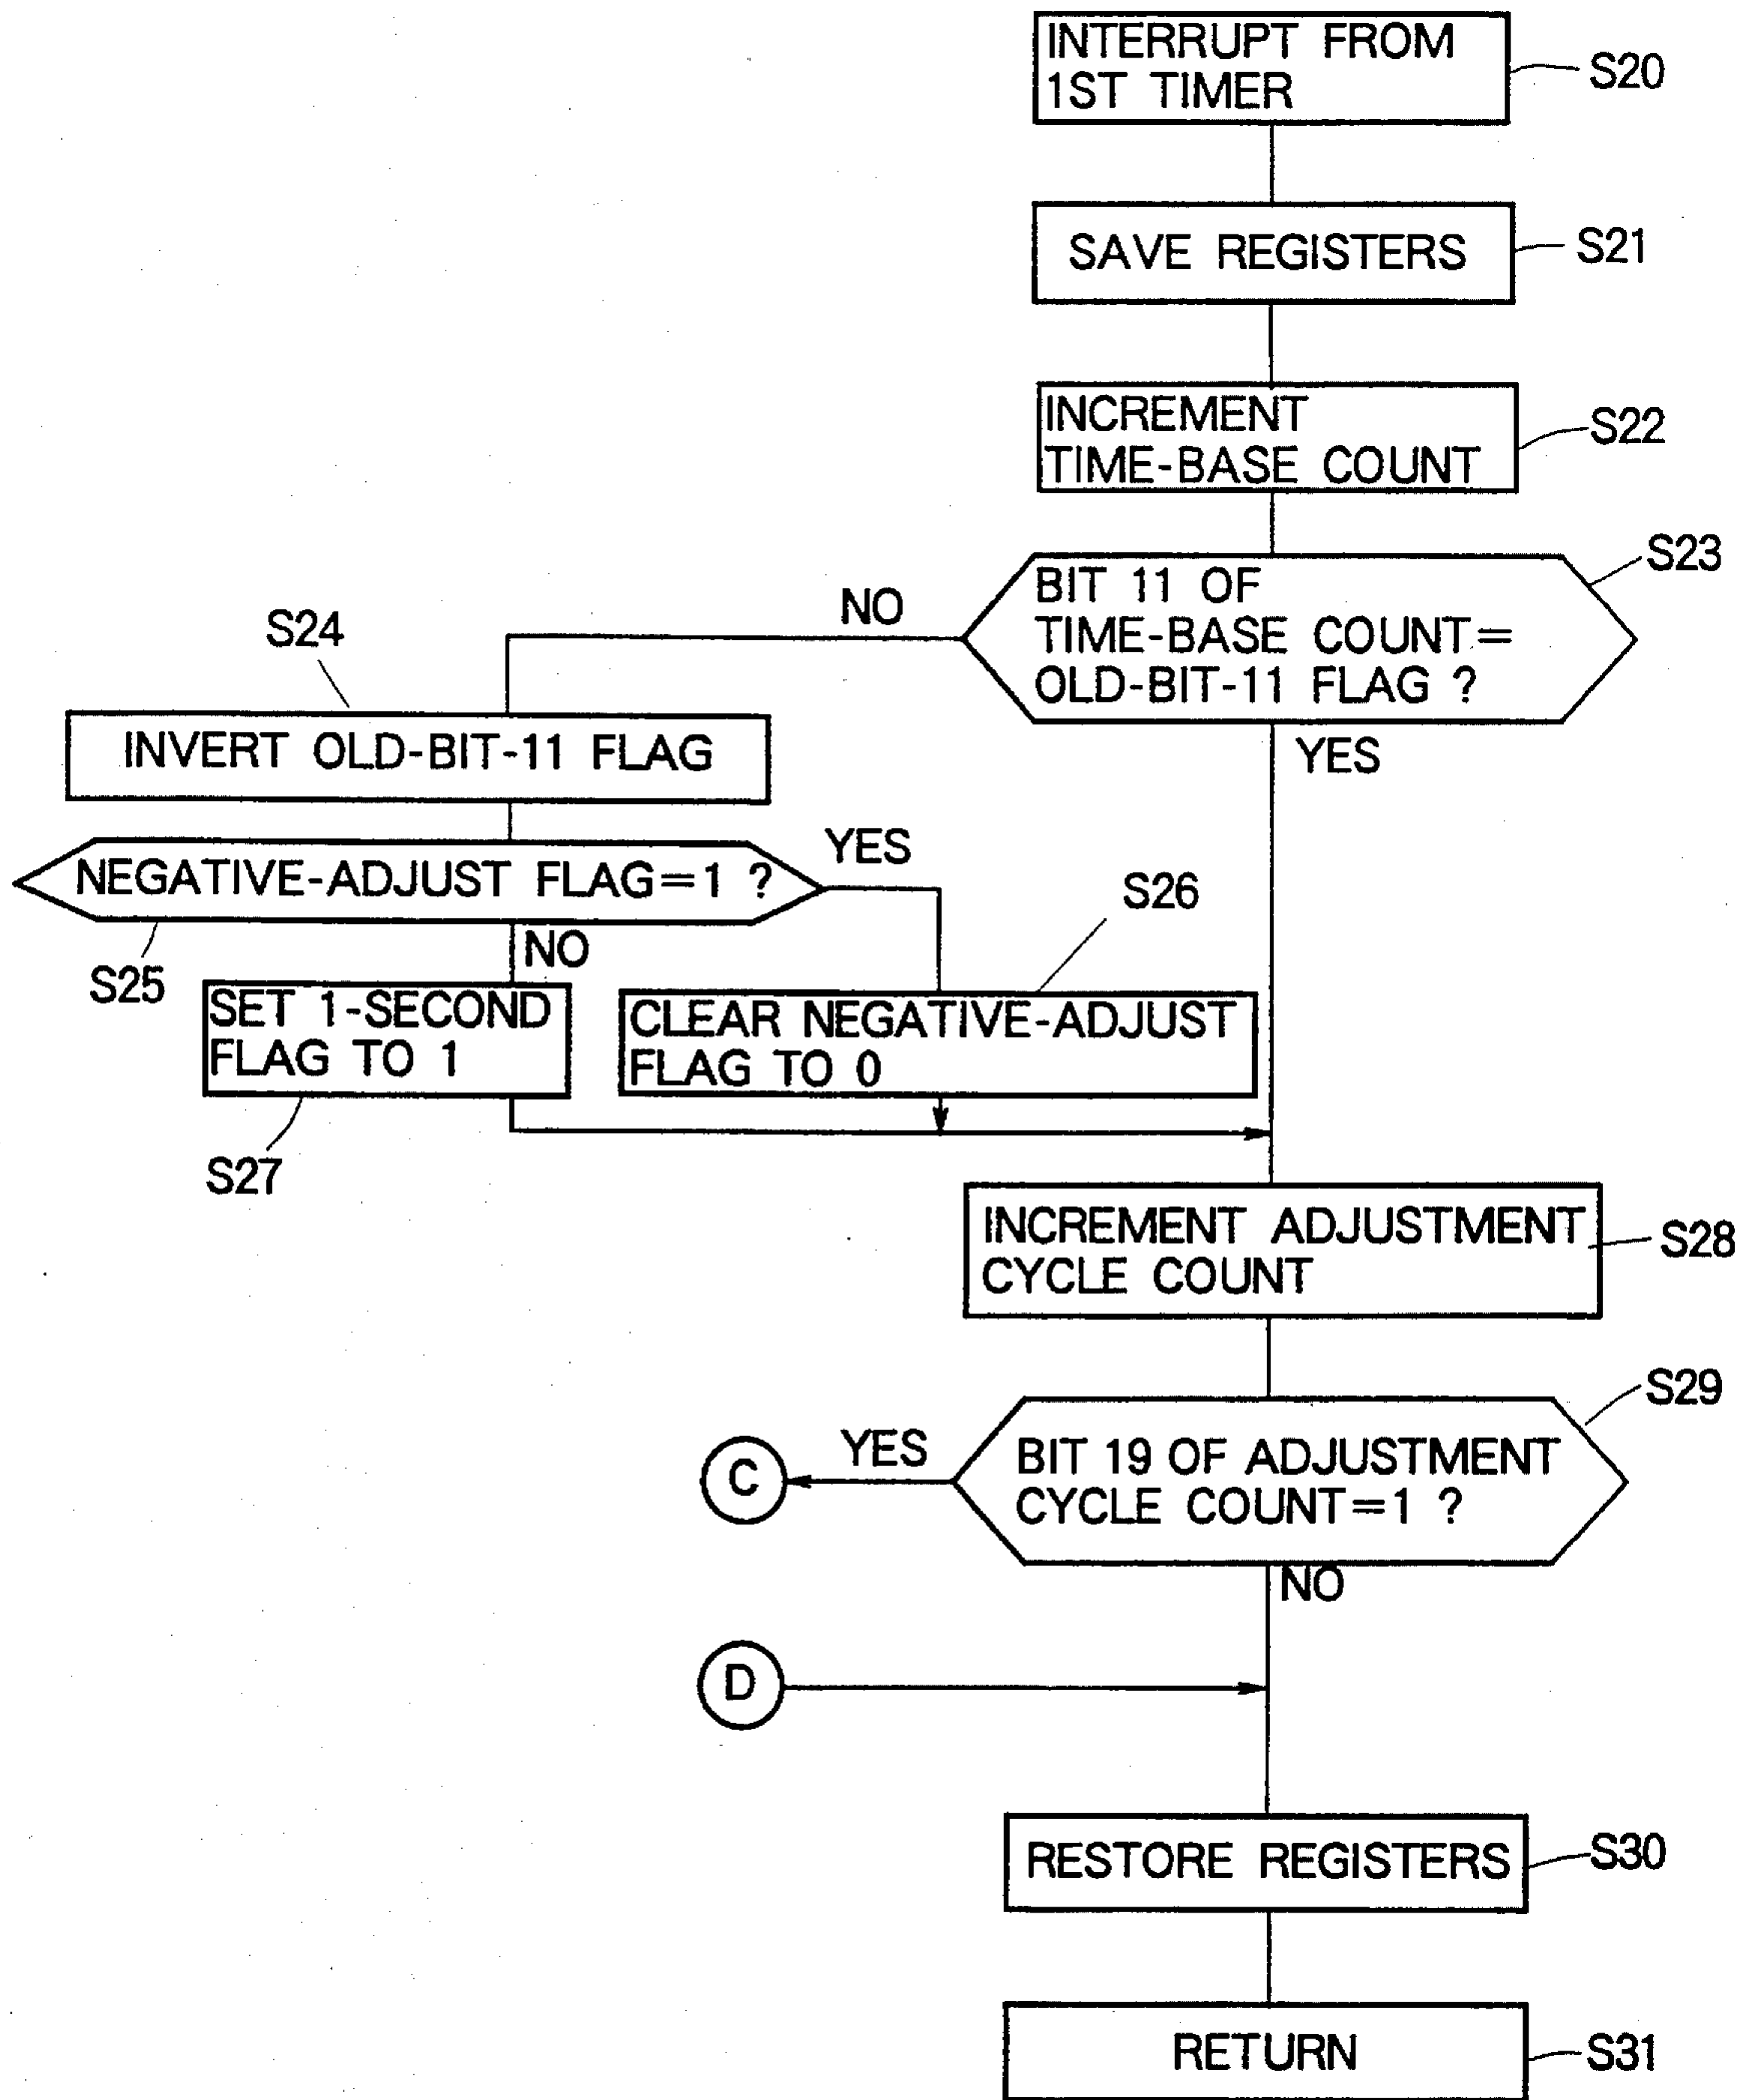 INTERRUPT FROM
1ST TIMER
S20
SAVE REGISTERS
S21
INCREMENT
TIME-BASE COUNT
S22
BIT 11 OF
TIME-BASE COUNT=
OLD-BIT-11 FLAG ?
S23
NO
YES
S24
INVERT OLD-BIT-11 FLAG
NEGATIVE-ADJUST FLAG=1 ?
YES
S25
NO
S26
SET 1-SECOND
FLAG TO 1
CLEAR NEGATIVE-ADJUST
FLAG TO 0
S27
INCREMENT ADJUSTMENT
CYCLE COUNT
S28
S29
BIT 19 OF ADJUSTMENT
CYCLE COUNT=1 ?
YES
C
NO
D
RESTORE REGISTERS
S30
RETURN
S31